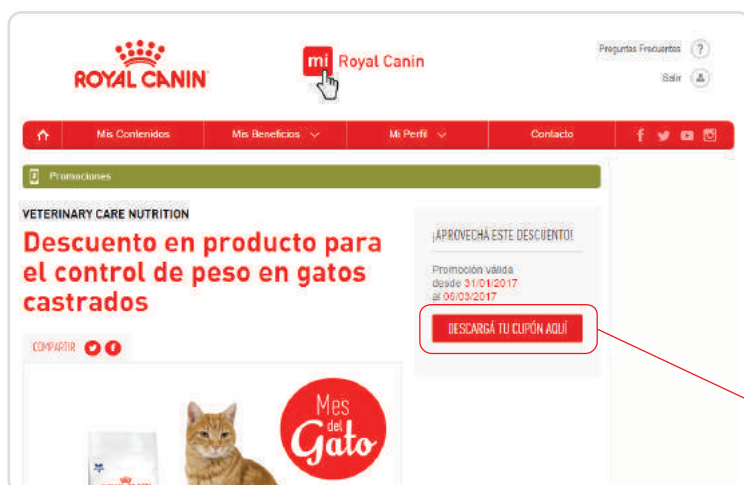 ROYAL CANIN
mi Royal Canin
Preguntas Frecuentes ?
Salir
Mis Contenidos Mis Beneficios Mi Perfil Contacto
Promociones
VETERINARY CARE NUTRITION
Descuento en producto para
el control de peso en gatos
castrados
COMPARTIR
¡APROVECHÁ ESTE DESCUENTO!
Promoción válida
desde 31/01/2017
al 06/03/2017
DESCARGÁ TU CUPÓN AQUÍ
Mes
del
Gato